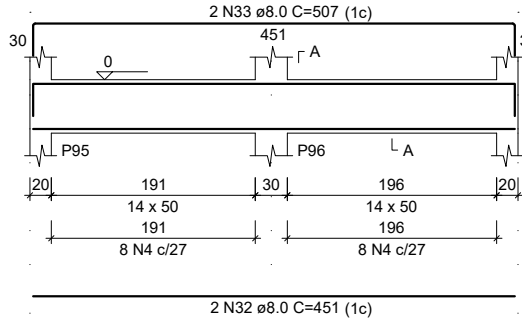 2 N33 ø8.0 C=507 (1c)
30
451
3
0
A
P95
P96
A
20
191
30
196
20
14 x 50
14 x 50
191
196
8 N4 c/27
8 N4 c/27
2 N32 ø8.0 C=451 (1c)